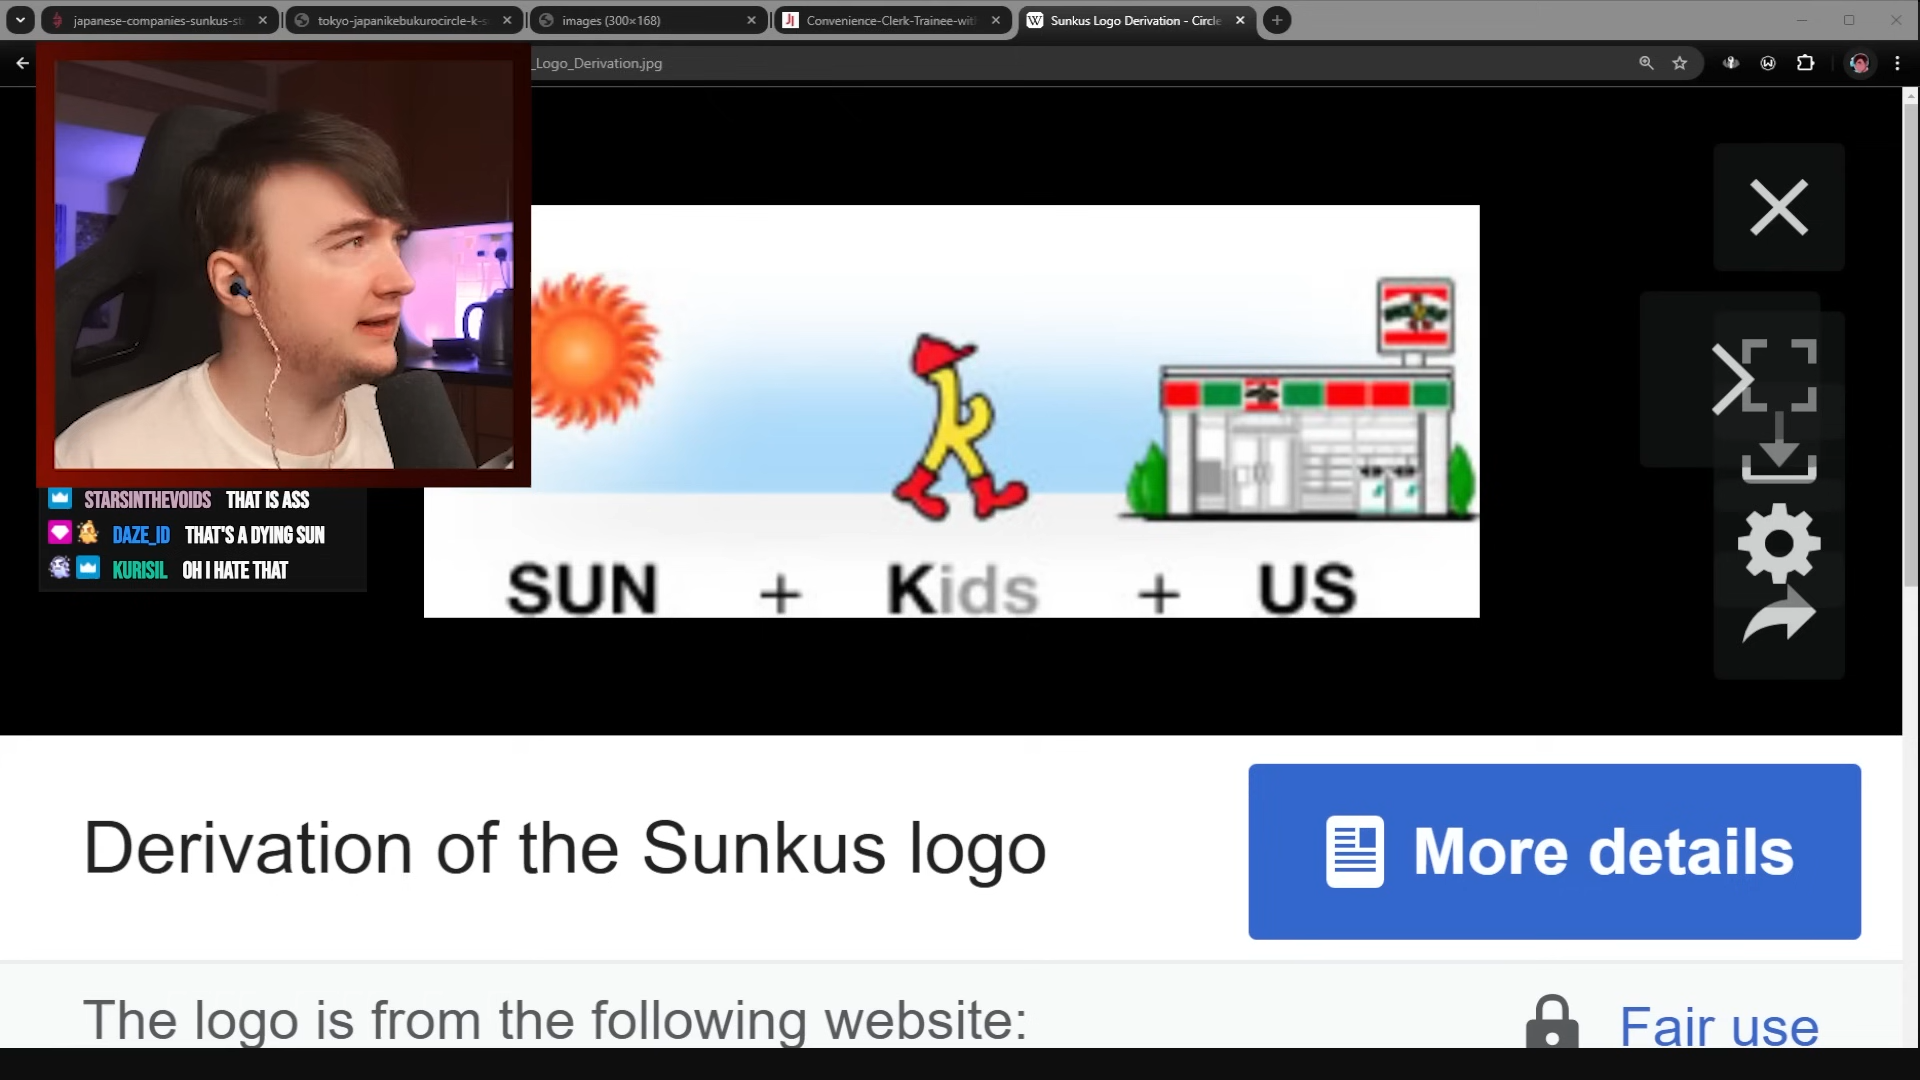 japanese-companies-sunkus-st
tokyo-japanikebukurocircle-k-s
images (300×168)
Convenience-Clerk-Trainee-wit
Sunkus Logo Derivation - Circle
_Logo_Derivation.jpg
STARSINTHEVOIDS THAT IS ASS
DAZE_ID THAT'S A DYING SUN
KURISIL OH I HATE THAT
SUN + Kids + US
Derivation of the Sunkus logo
More details
The logo is from the following website:
Fair use